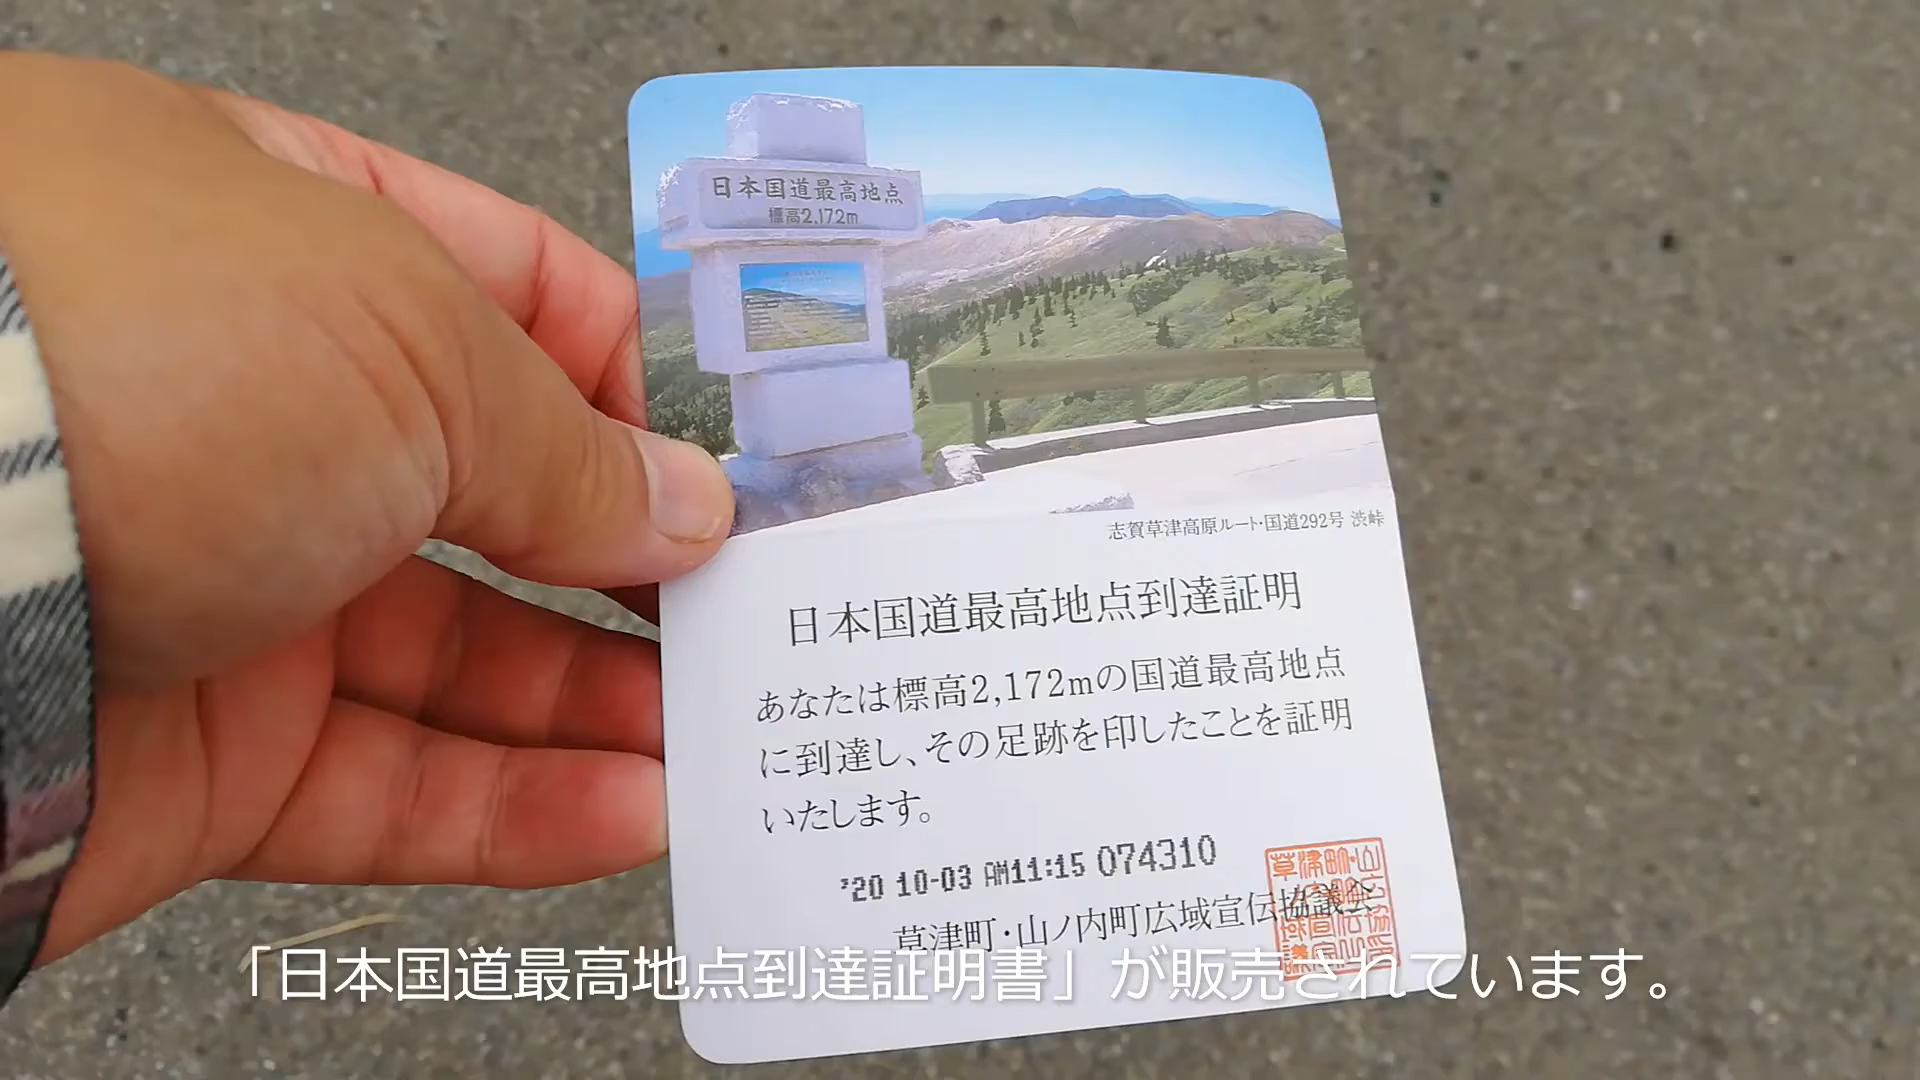 日本国道最高地点
標高2,172m
志賀草津高原ルート・国道292号 渋峠
日本国道最高地点到達証明
あなたは標高2,172mの国道最高地点
に到達し、その足跡を印したことを証明
いたします。
'20 10-03 AM11:15 074310
草津町・山ノ内町広域宣伝協議会
「日本国道最高地点到達証明書」が販売されています。